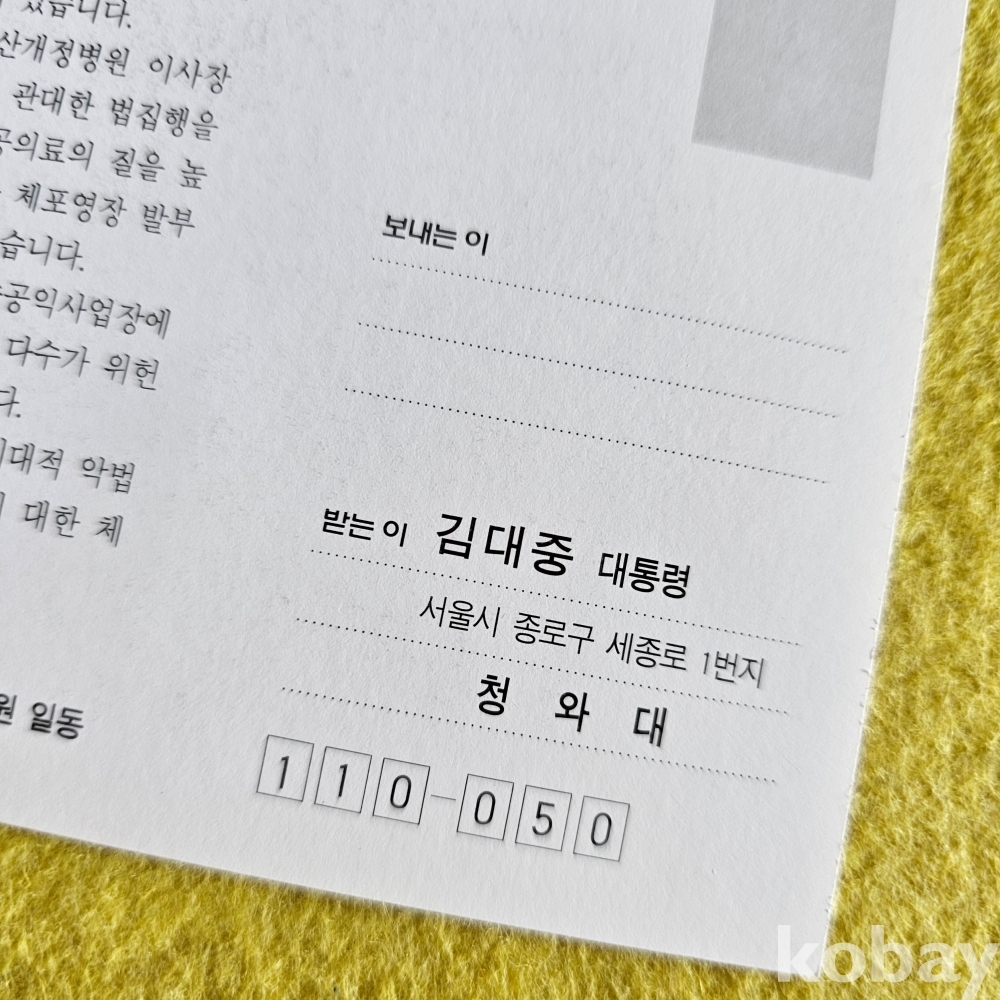 있습니다.
산개정병원 이사장
관대한 법집행을
공의료의 질을 높
체포영장 발부
습니다.
공익사업장에
다수가 위헌
다.
대적 악법
대한 체
원 일동
보내는 이
받는 이 김대중 대통령
서울시 종로구 세종로 1번지
청 와 대
110-050
kobay